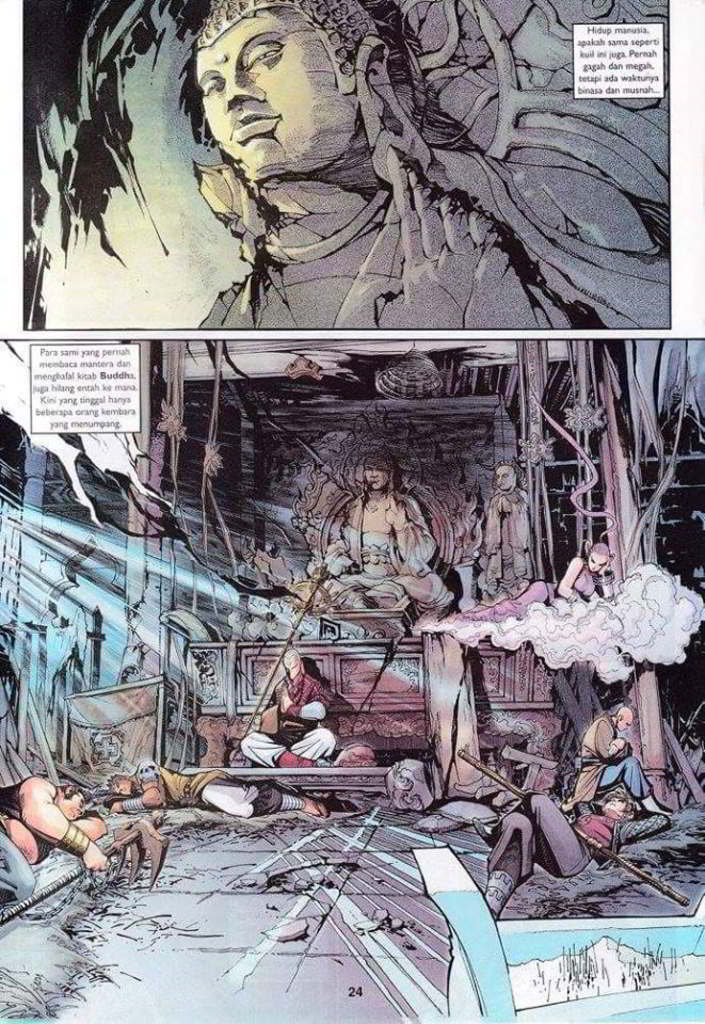 Hidup manusia,
apakah sama seperti
kuil ini juga. Pernah
gagah dan megah,
tetapi ada waktunya
binasa dan musnah...
Para sami yang pernah
membaca mantera dan
menghafal kitab Buddha,
juga hilang entah ke mana.
Kini yang tinggal hanya
beberapa orang kembara
yang menumpang.
24